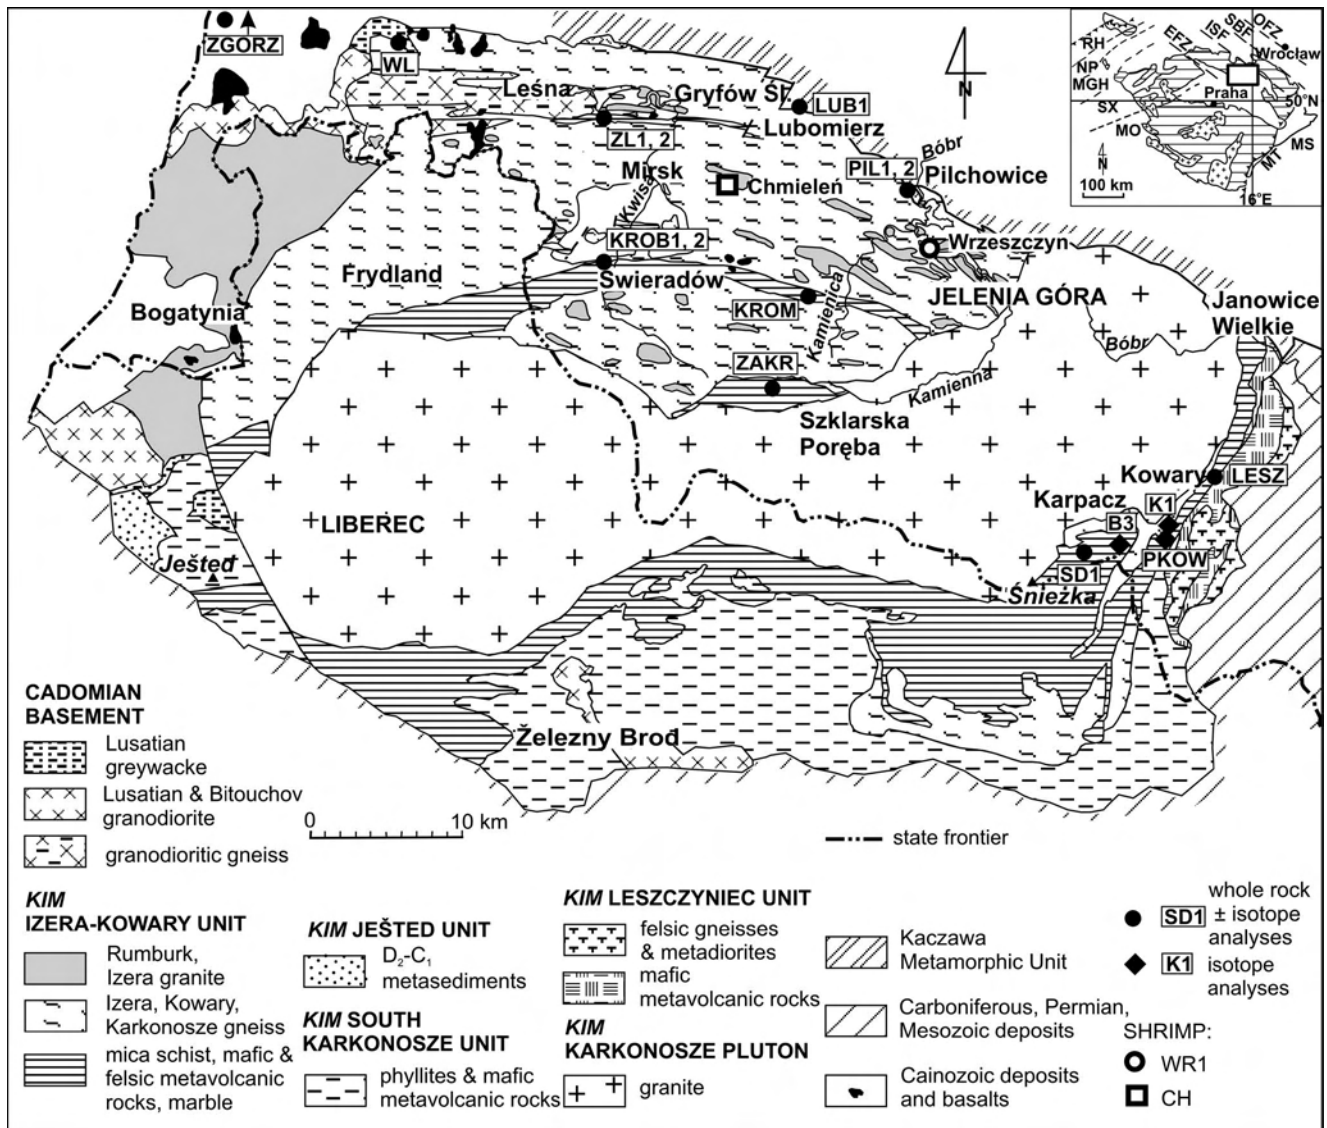 ZGORZ
WL
Leśna
Gryfów Śl.
LUB1
Lubomierz
ZL1, 2
Mirsk
Kwisa
Chmieleń
PIL1, 2
Bóbr
Pilchowice
KROB1, 2
Wrzeszczyn
Frydland
Swieradów
KROM
Kamienica
JELENIA GÓRA
Janowice
Wielkie
Bogatynia
ZAKR
Kamienna
Bóbr
Szklarska
Poręba
Kowary
LESZ
Karpacz
K1
B3
LIBEREC
PKOW
SD1
Ješted
Śnieżka
Železny Brod
RH
NP
MGH
SX
MO
EFZ
ISF
SBF
OFZ
Wrocław
Praha
50°N
MS
MT
N
100 km
16°E
N
CADOMIAN
BASEMENT
Lusatian
greywacke
Lusatian & Bitouchov
granodiorite
granodioritic gneiss
0 10 km
state frontier
KIM
IZERA-KOWARY UNIT
Rumburk,
Izera granite
Izera, Kowary,
Karkonosze gneiss
mica schist, mafic &
felsic metavolcanic
rocks, marble
KIM JEŠTED UNIT
D₂-C₁
metasediments
KIM SOUTH
KARKONOSZE UNIT
phyllites & mafic
metavolcanic rocks
KIM LESZCZYNIEC UNIT
felsic gneisses
& metadiorites
mafic
metavolcanic rocks
KIM
KARKONOSZE PLUTON
granite
Kaczawa
Metamorphic Unit
Carboniferous, Permian,
Mesozoic deposits
Cainozoic deposits
and basalts
whole rock
SD1 ± isotope
analyses
K1 isotope
analyses
SHRIMP:
WR1
CH